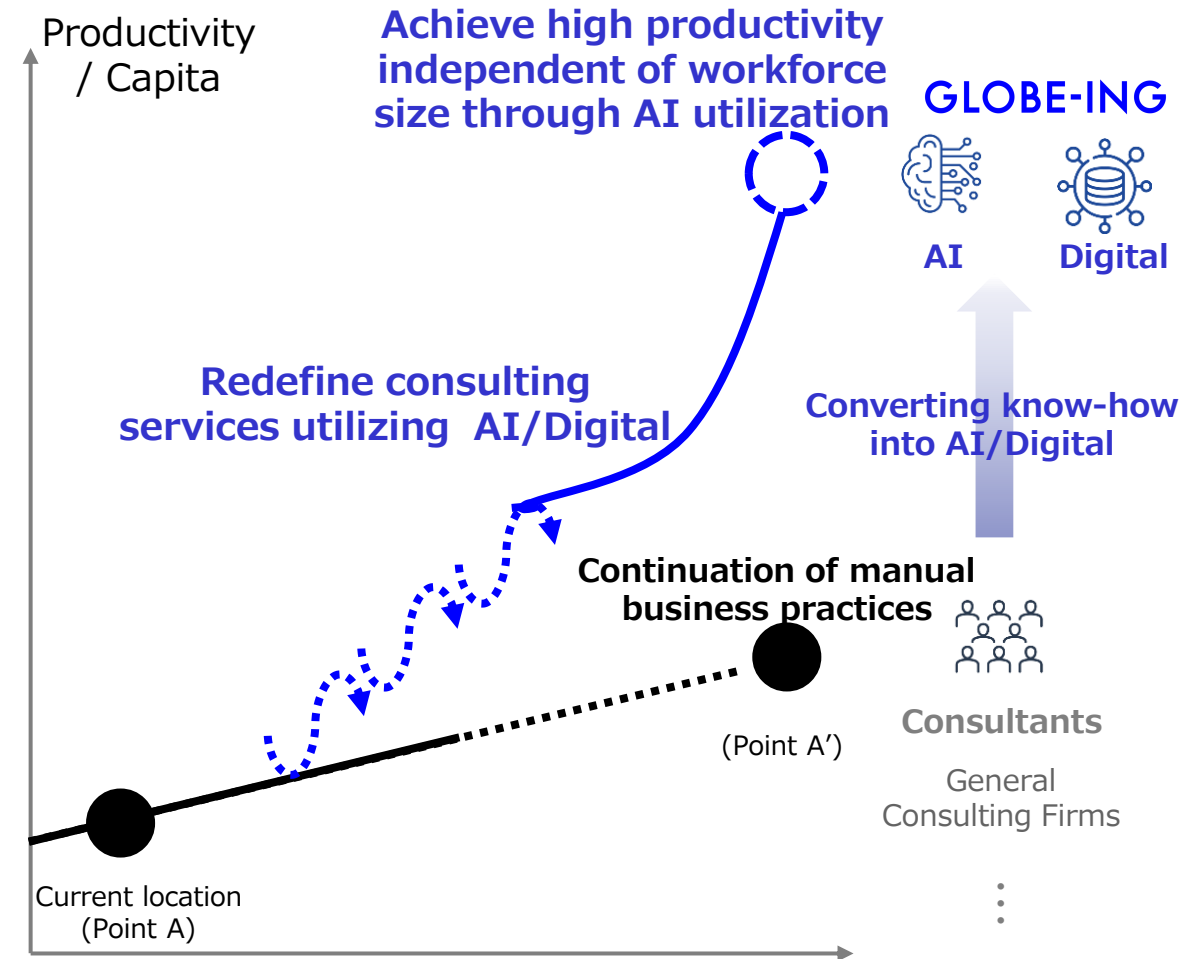 Productivity
/ Capita
Achieve high productivity
independent of workforce
size through AI utilization
GLOBE-ING
AI
Digital
Redefine consulting
services utilizing  AI/Digital
Converting know-how
into AI/Digital
Continuation of manual
business practices
(Point A’)
Consultants
General
Consulting Firms
Current location
(Point A)